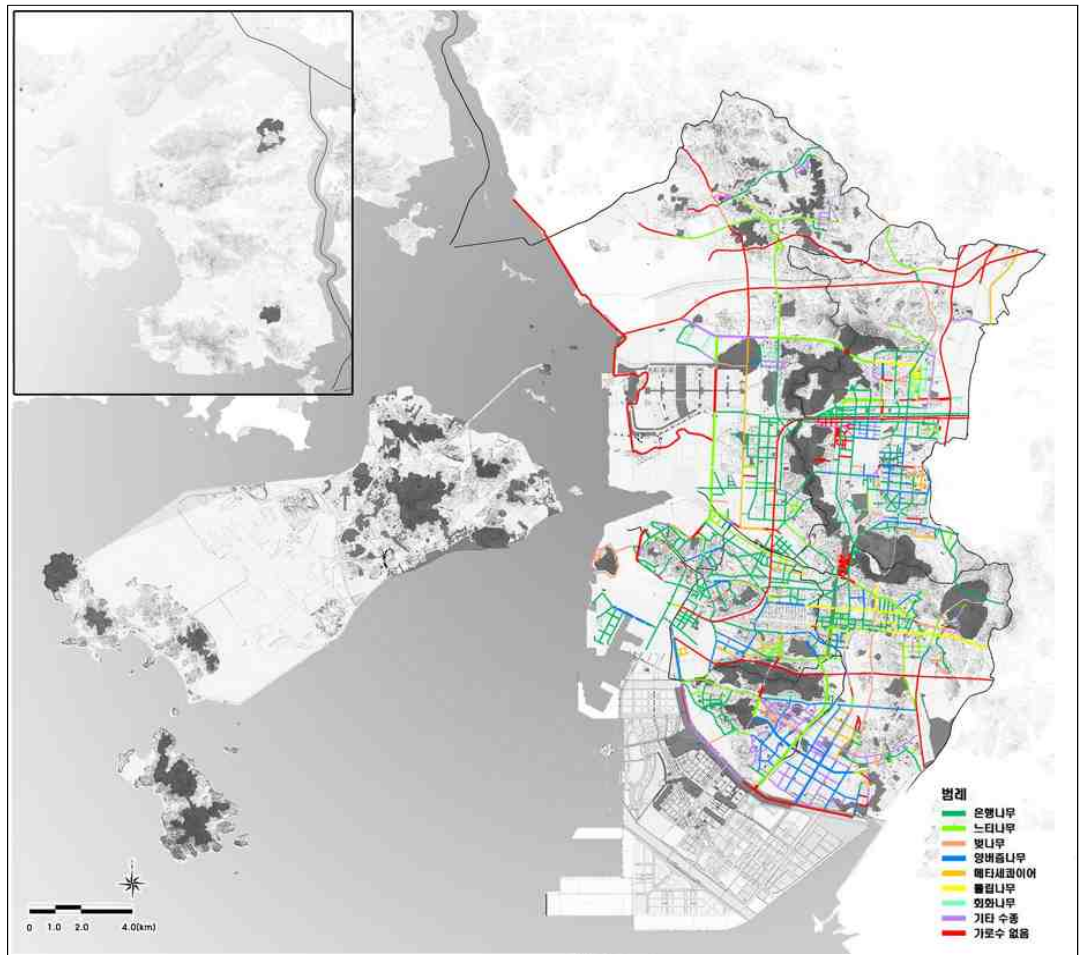 범례
은행나무
느티나무
벚나무
양버즘나무
메타세콰이어
튤립나무
회화나무
기타 수종
가로수 없음
0 1.0 2.0 4.0(km)